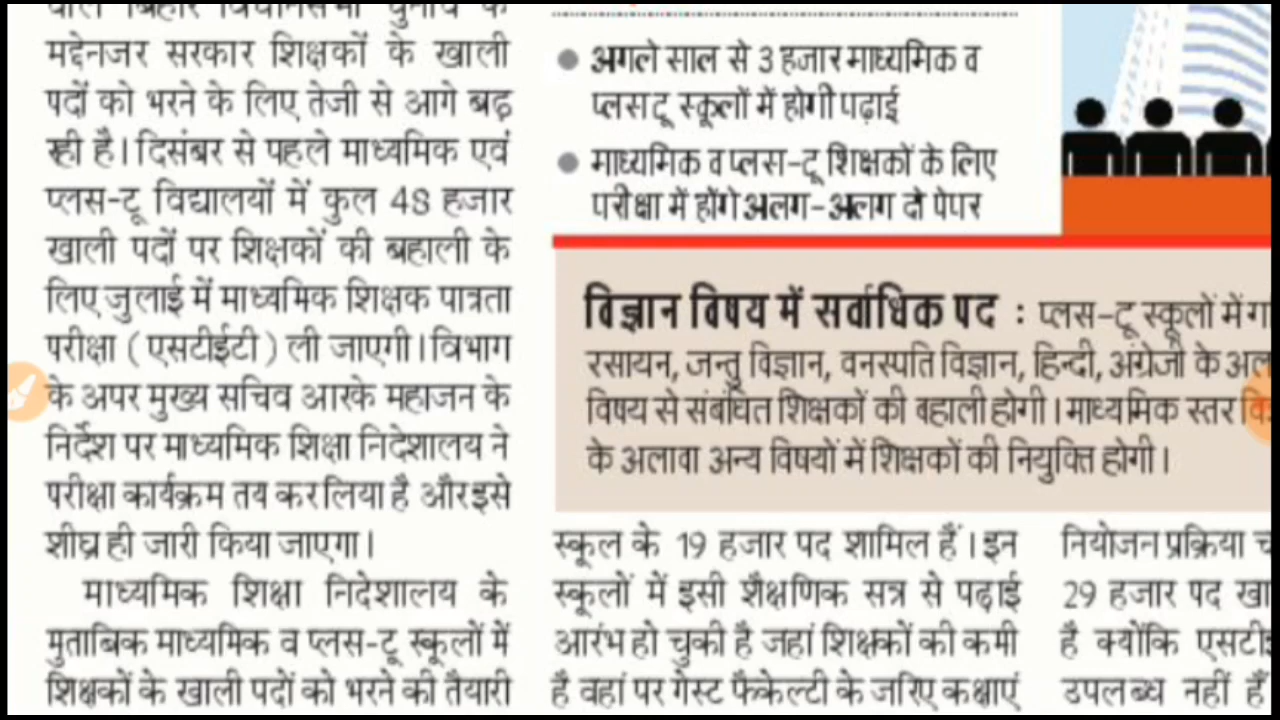 वाले बिहार विधानसभा चुनाव के
मद्देनजर सरकार शिक्षकों के खाली
पदों को भरने के लिए तेजी से आगे बढ़
रही है। दिसंबर से पहले माध्यमिक एवं
प्लस-टू विद्यालयों में कुल 48 हजार
खाली पदों पर शिक्षकों की बहाली के
लिए जुलाई में माध्यमिक शिक्षक पात्रता
परीक्षा (एसटीईटी) ली जाएगी। विभाग
के अपर मुख्य सचिव आरके महाजन के
निर्देश पर माध्यमिक शिक्षा निदेशालय ने
परीक्षा कार्यक्रम तय कर लिया है और इसे
शीघ्र ही जारी किया जाएगा।
माध्यमिक शिक्षा निदेशालय के
मुताबिक माध्यमिक व प्लस-टू स्कूलों में
शिक्षकों के खाली पदों को भरने की तैयारी
● अगले साल से 3 हजार माध्यमिक व
प्लस टू स्कूलों में होगी पढ़ाई
● माध्यमिक व प्लस-टू शिक्षकों के लिए
परीक्षा में होंगे अलग-अलग दो पेपर
विज्ञान विषय में सर्वाधिक पद : प्लस-टू स्कूलों में
रसायन, जन्तु विज्ञान, वनस्पति विज्ञान, हिन्दी, अंग्रेजी के
विषय से संबंधित शिक्षकों की बहाली होगी। माध्यमिक स्तर
के अलावा अन्य विषयों में शिक्षकों की नियुक्ति होगी।
स्कूल के 19 हजार पद शामिल हैं। इन
स्कूलों में इसी शैक्षणिक सत्र से पढ़ाई
आरंभ हो चुकी है जहां शिक्षकों की कमी
है वहां पर गेस्ट फैकेल्टी के जरिए कक्षाएं
नियोजन प्रक्रिया
29 हजार पद
है क्योंकि
उपलब्ध नहीं हैं